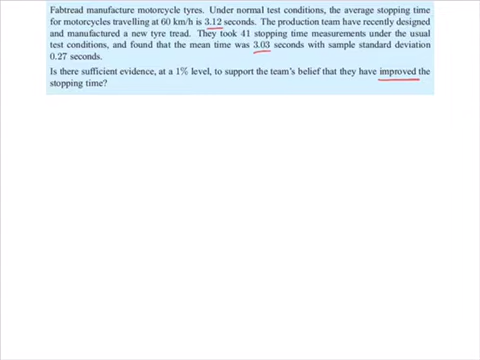 Fabtread manufacture motorcycle tyres. Under normal test conditions, the average stopping time
for motorcycles travelling at 60 km/h is 3.12 seconds. The production team have recently designed
and manufactured a new tyre tread. They took 41 stopping time measurements under the usual
test conditions, and found that the mean time was 3.03 seconds with sample standard deviation
0.27 seconds.
Is there sufficient evidence, at a 1% level, to support the team's belief that they have improved the
stopping time?